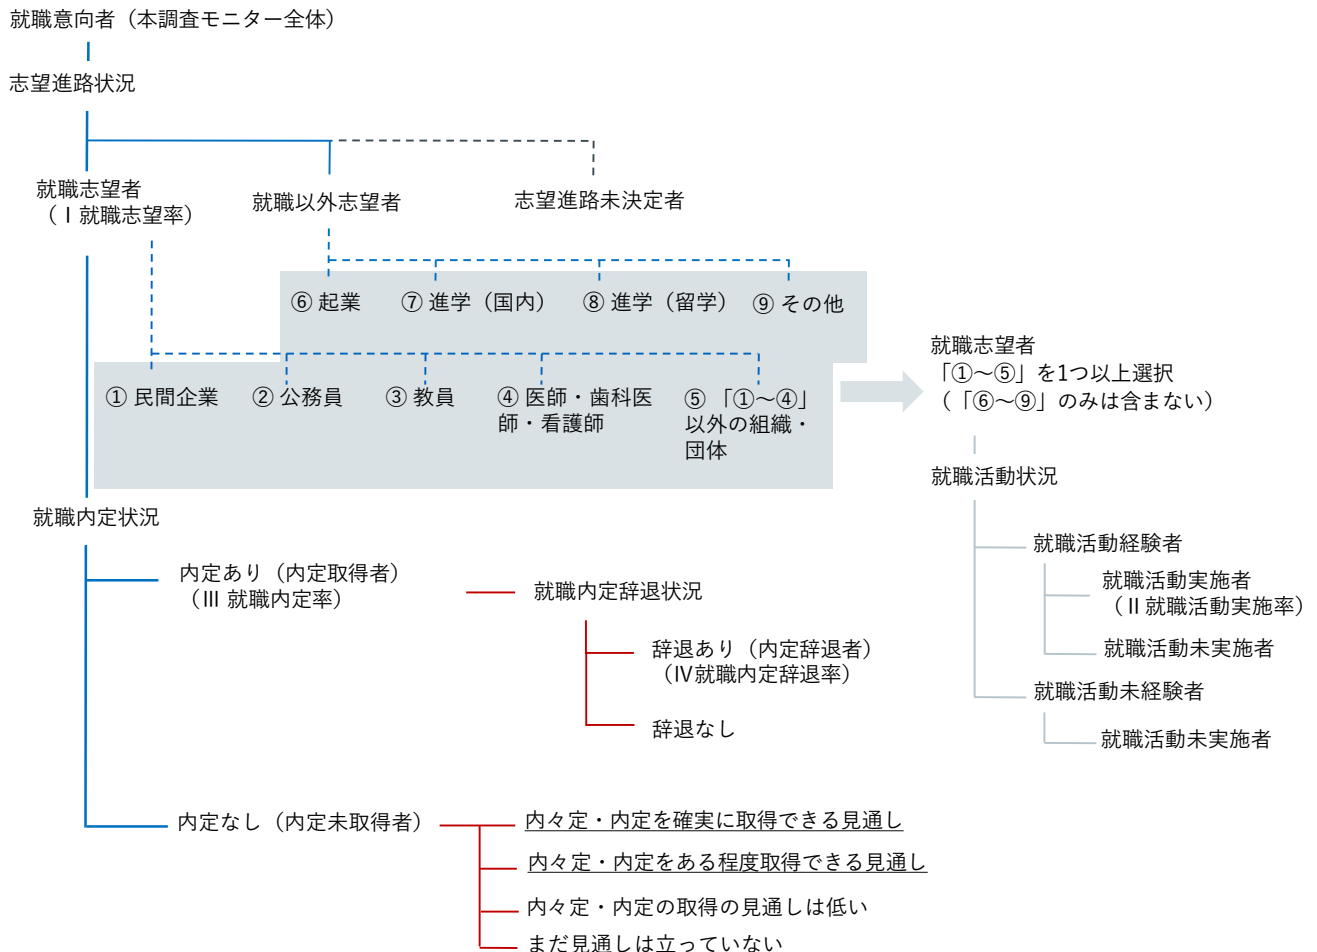 就職意向者（本調査モニター全体）
志望進路状況
就職志望者
（Ⅰ就職志望率）
就職以外志望者
志望進路未決定者
⑥ 起業
⑦ 進学（国内）
⑧ 進学（留学）
⑨ その他
① 民間企業
② 公務員
③ 教員
④ 医師・歯科医
師・看護師
⑤ 「①～④」
以外の組織・
団体
就職志望者
「①～⑤」を1つ以上選択
（「⑥～⑨」のみは含まない）
就職活動状況
就職活動経験者
就職活動実施者
（Ⅱ就職活動実施率）
就職活動未実施者
就職活動未経験者
就職活動未実施者
就職内定状況
内定あり（内定取得者）
（Ⅲ 就職内定率）
就職内定辞退状況
辞退あり（内定辞退者）
（Ⅳ就職内定辞退率）
辞退なし
内定なし（内定未取得者）
内々定・内定を確実に取得できる見通し
内々定・内定をある程度取得できる見通し
内々定・内定の取得の見通しは低い
まだ見通しは立っていない